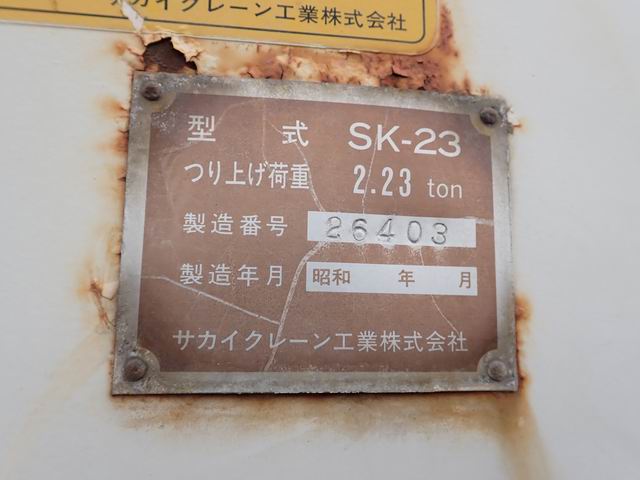 サカイクレーン工業株式会社
型 式 SK-23
つり上げ荷重 2.23 ton
製造番号 26403
製造年月 昭和 年 月
サカイクレーン工業株式会社